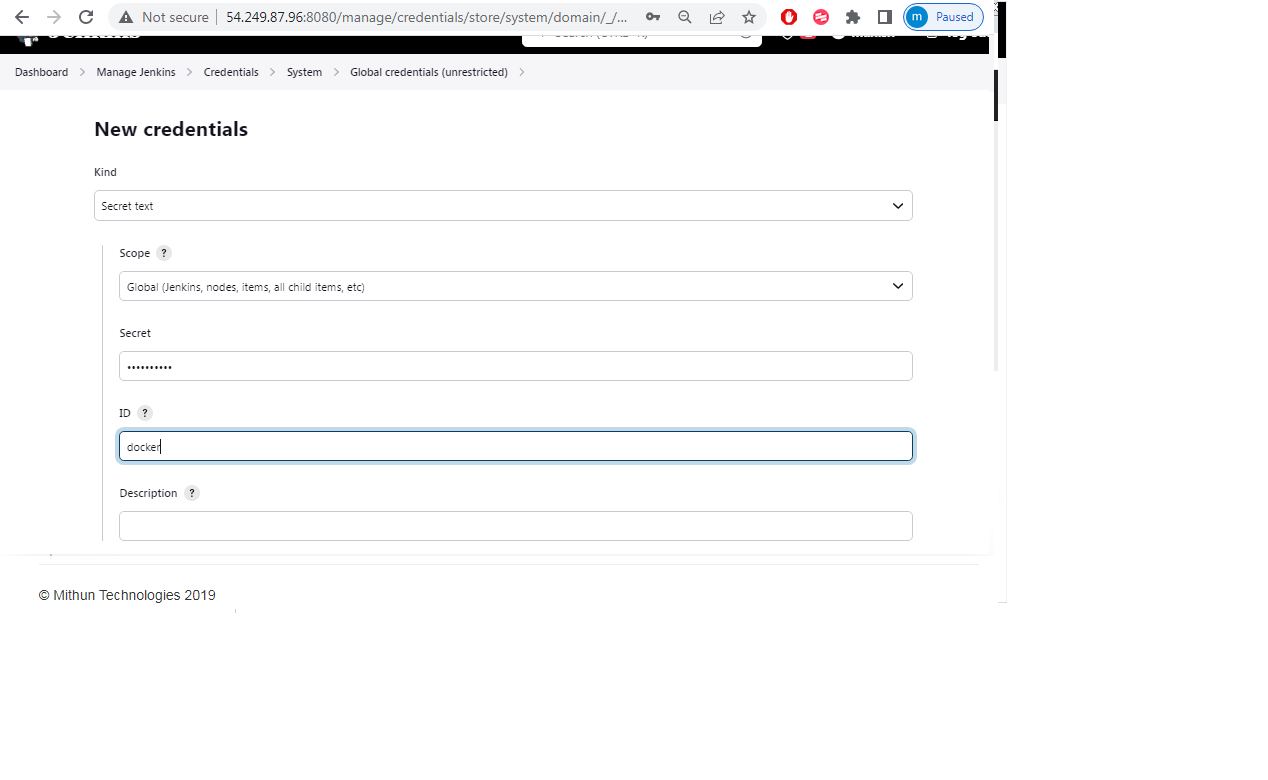 Not secure 54.249.87.96:8080/manage/credentials/store/system/domain/_/... m Paused
Dashboard Manage Jenkins Credentials System Global credentials (unrestricted)
New credentials
Kind
Secret text
Scope ?
Global (Jenkins, nodes, items, all child items, etc)
Secret
••••••••••
ID ?
docker
Description ?
© Mithun Technologies 2019